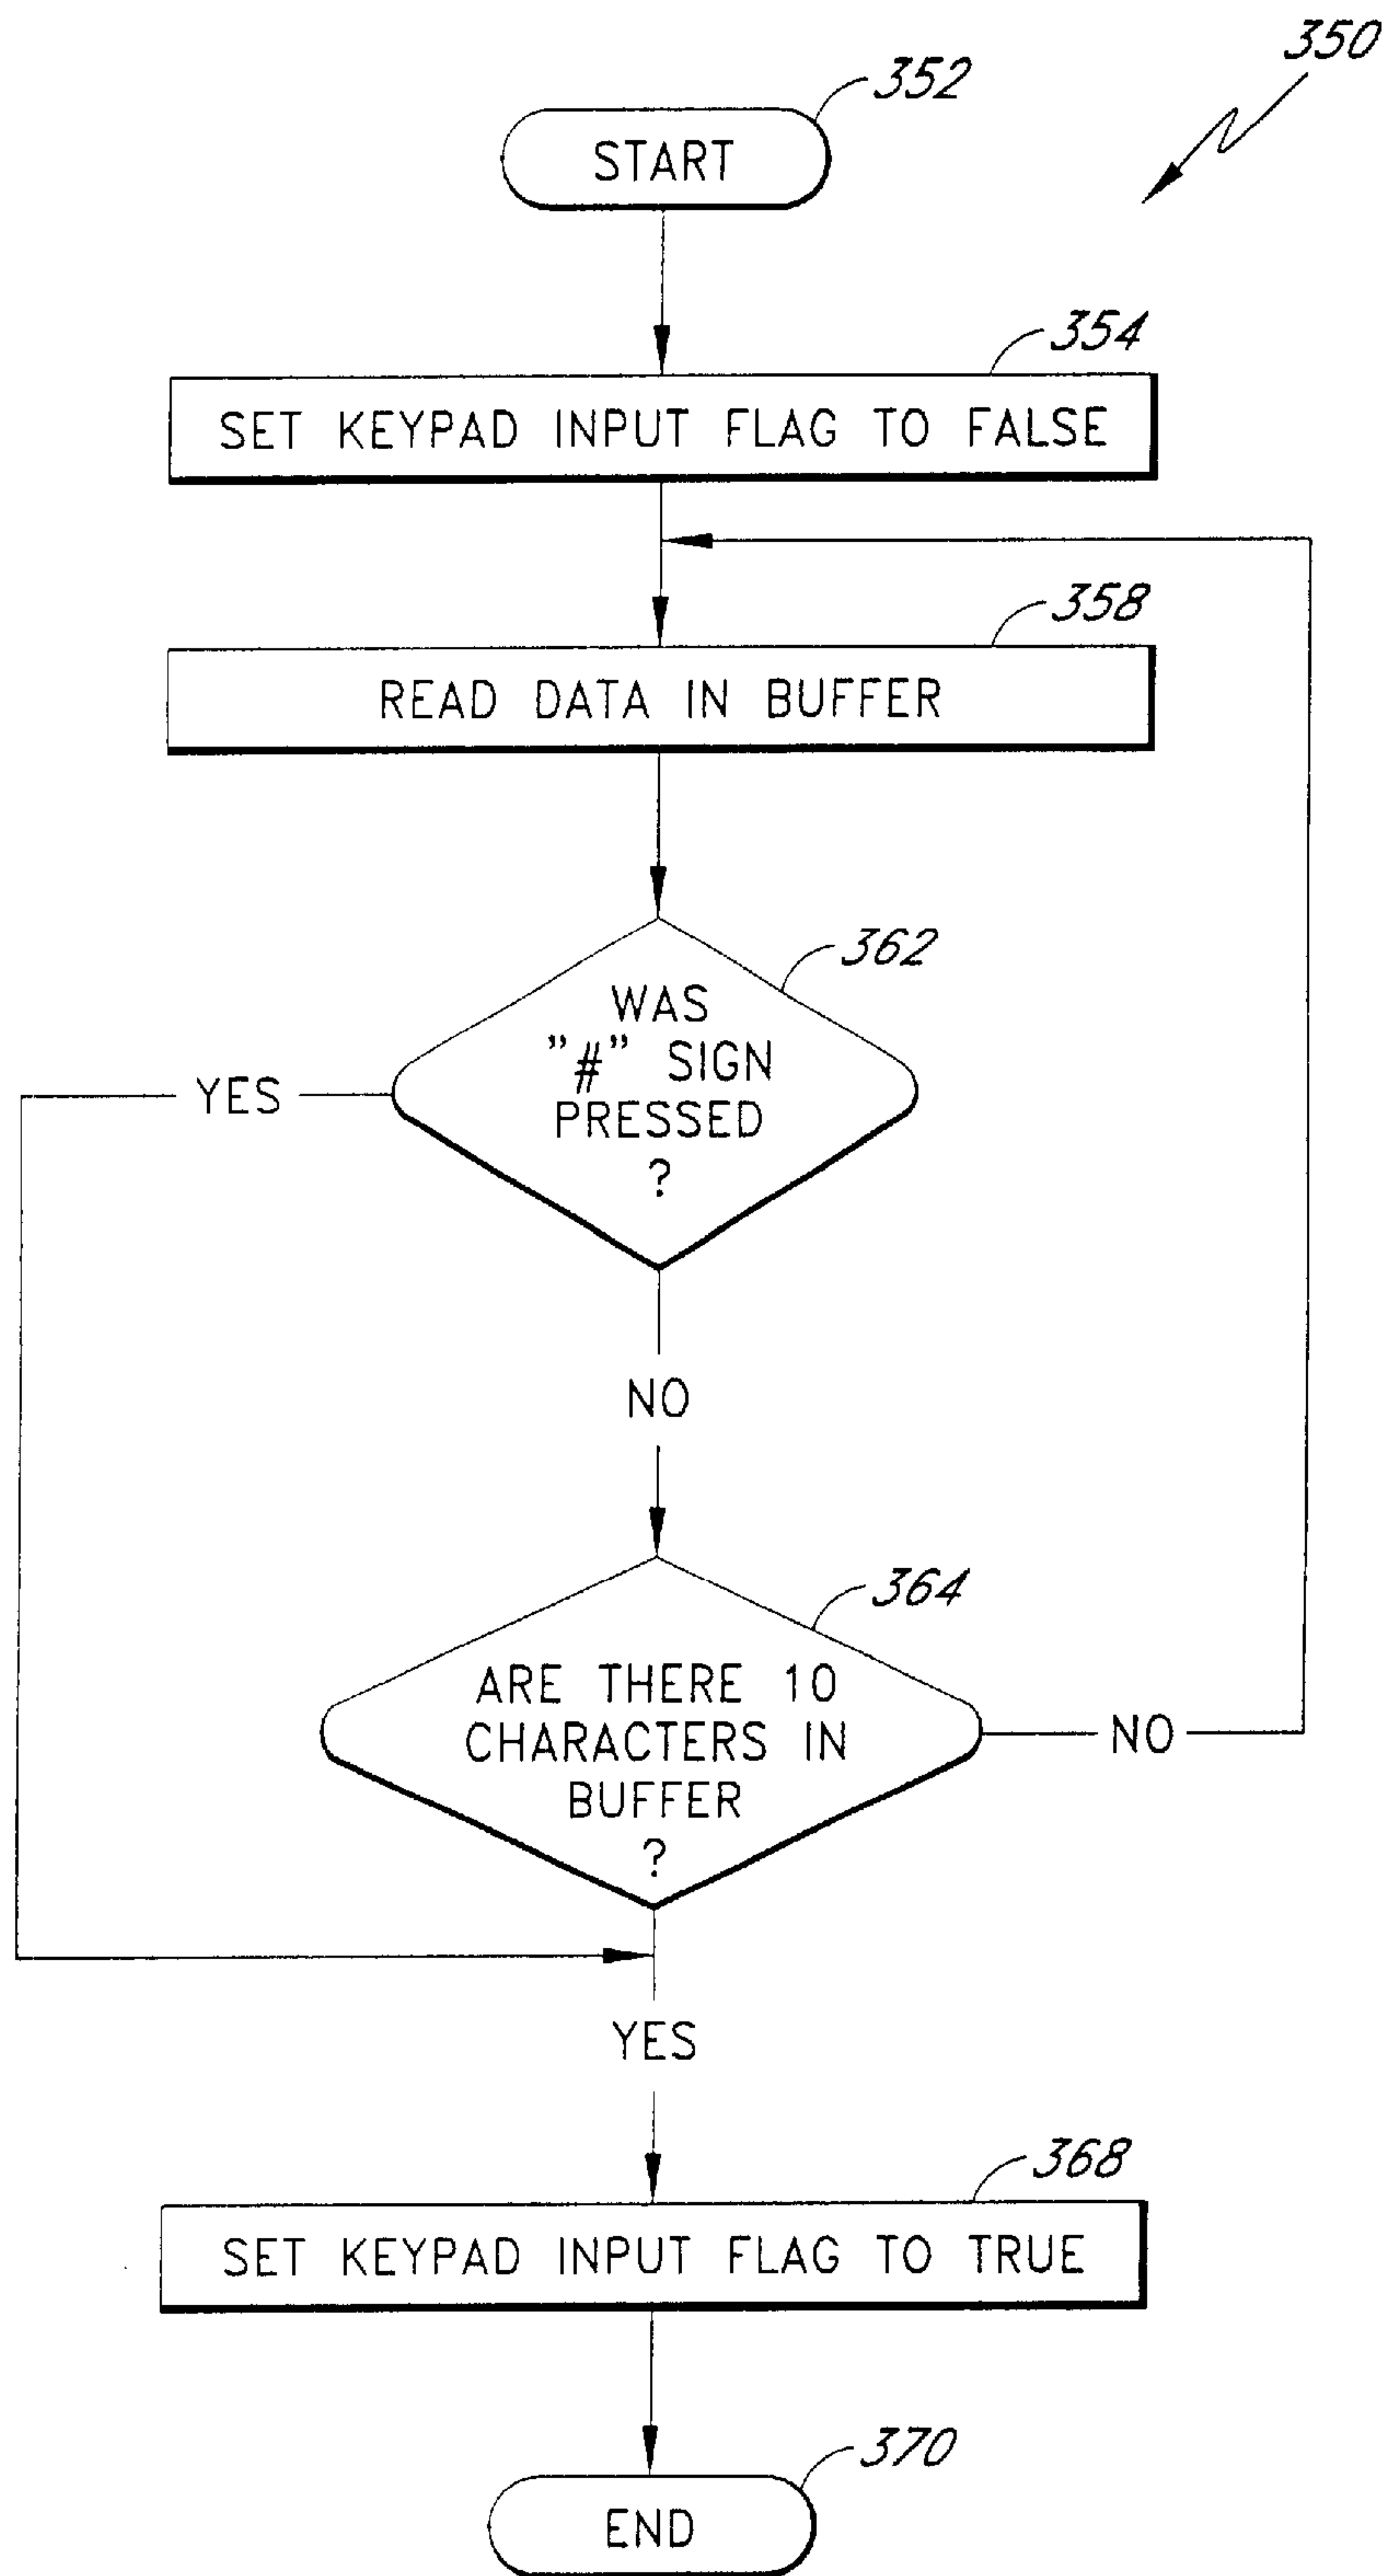 350
352
START
354
SET KEYPAD INPUT FLAG TO FALSE
358
READ DATA IN BUFFER
362
WAS
"#" SIGN
PRESSED
?
YES
NO
364
ARE THERE 10
CHARACTERS IN
BUFFER
?
NO
YES
368
SET KEYPAD INPUT FLAG TO TRUE
370
END